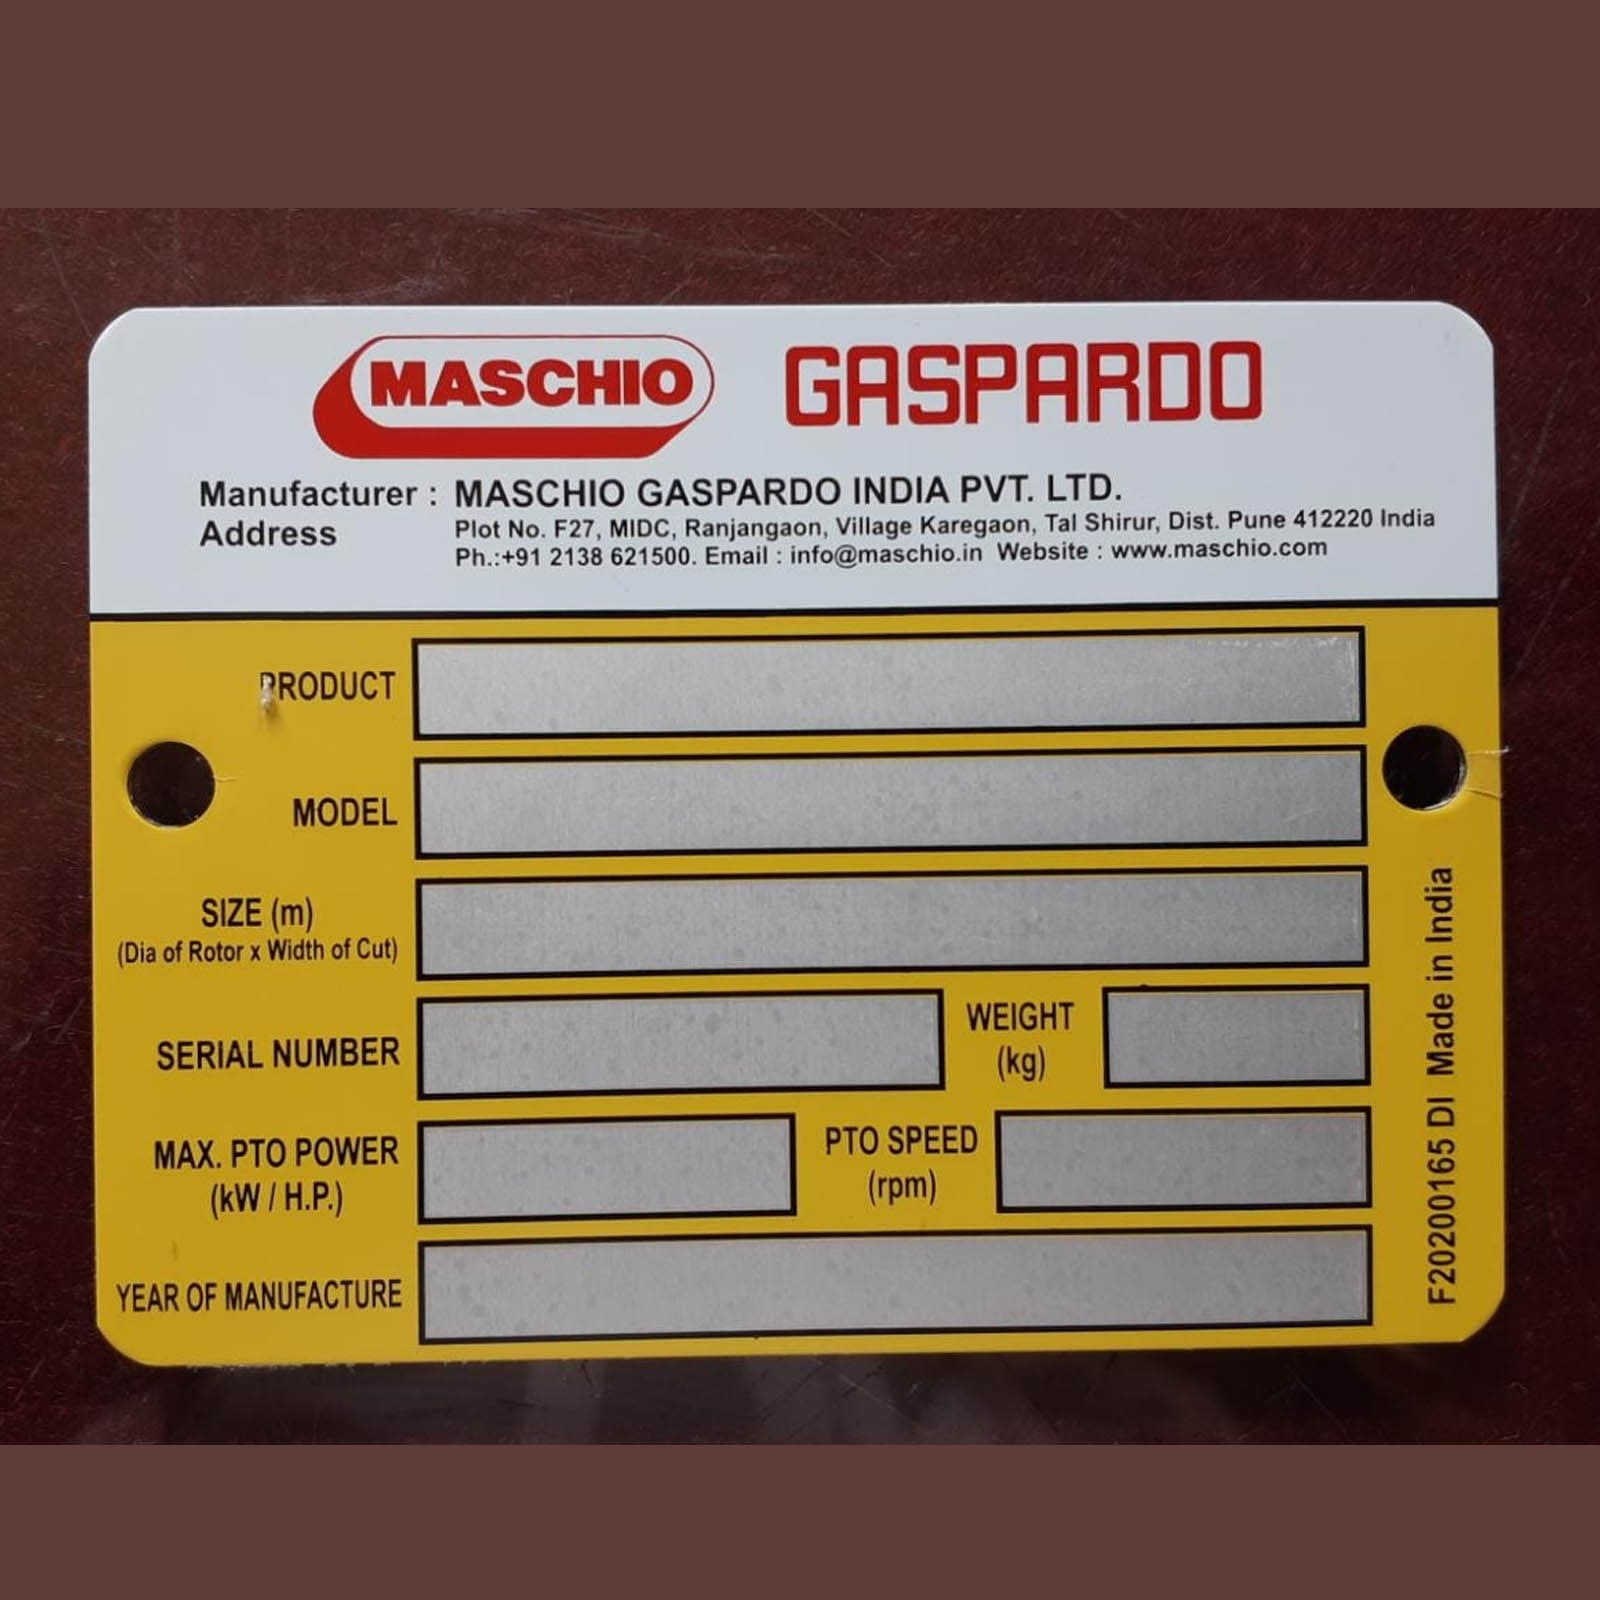 MASCHIO GASPARDO
Manufacturer : MASCHIO GASPARDO INDIA PVT. LTD.
Address Plot No. F27, MIDC, Ranjangaon, Village Karegaon, Tal Shirur, Dist. Pune 412220 India
Ph.:+91 2138 621500. Email : info@maschio.in Website : www.maschio.com
PRODUCT
MODEL
SIZE (m)
(Dia of Rotor x Width of Cut)
SERIAL NUMBER
WEIGHT
(kg)
MAX. PTO POWER
(kW / H.P.)
PTO SPEED
(rpm)
YEAR OF MANUFACTURE
F20200165 DI Made in India